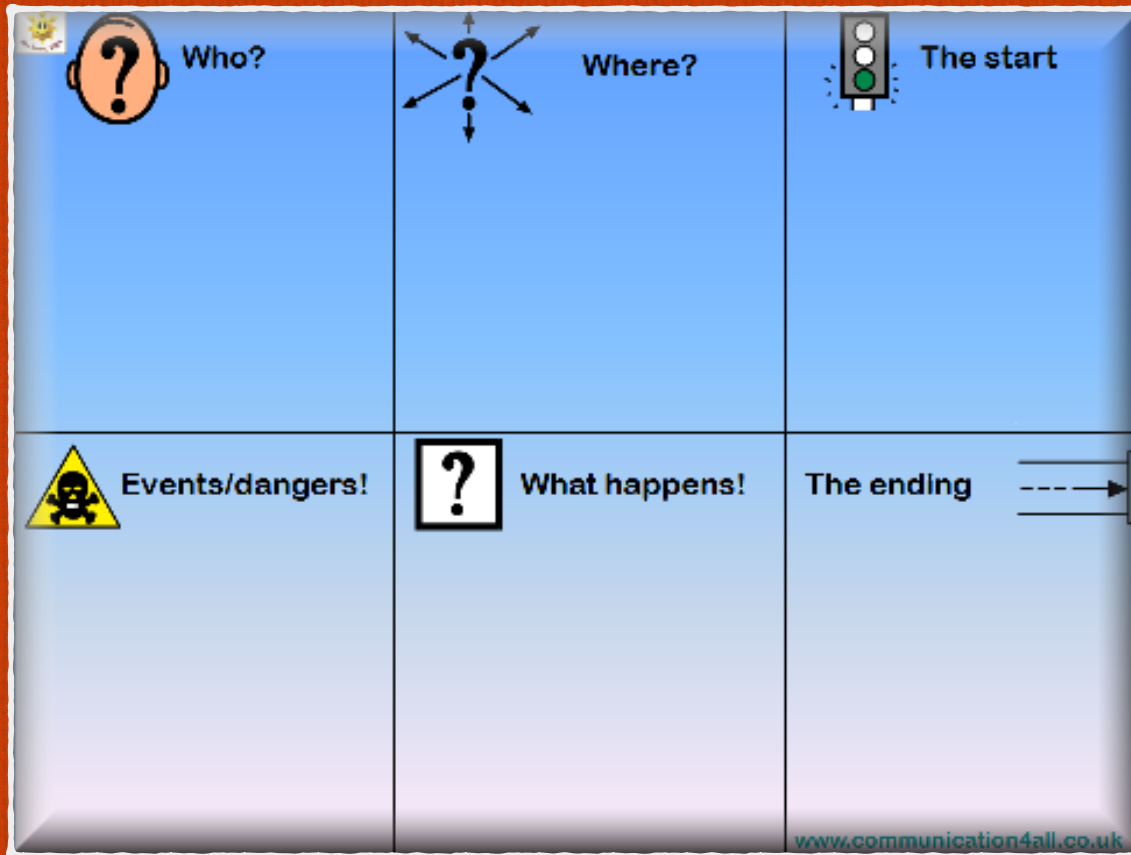 Who?
Where?
The start
Events/dangers!
What happens!
The ending
www.communication4all.co.uk